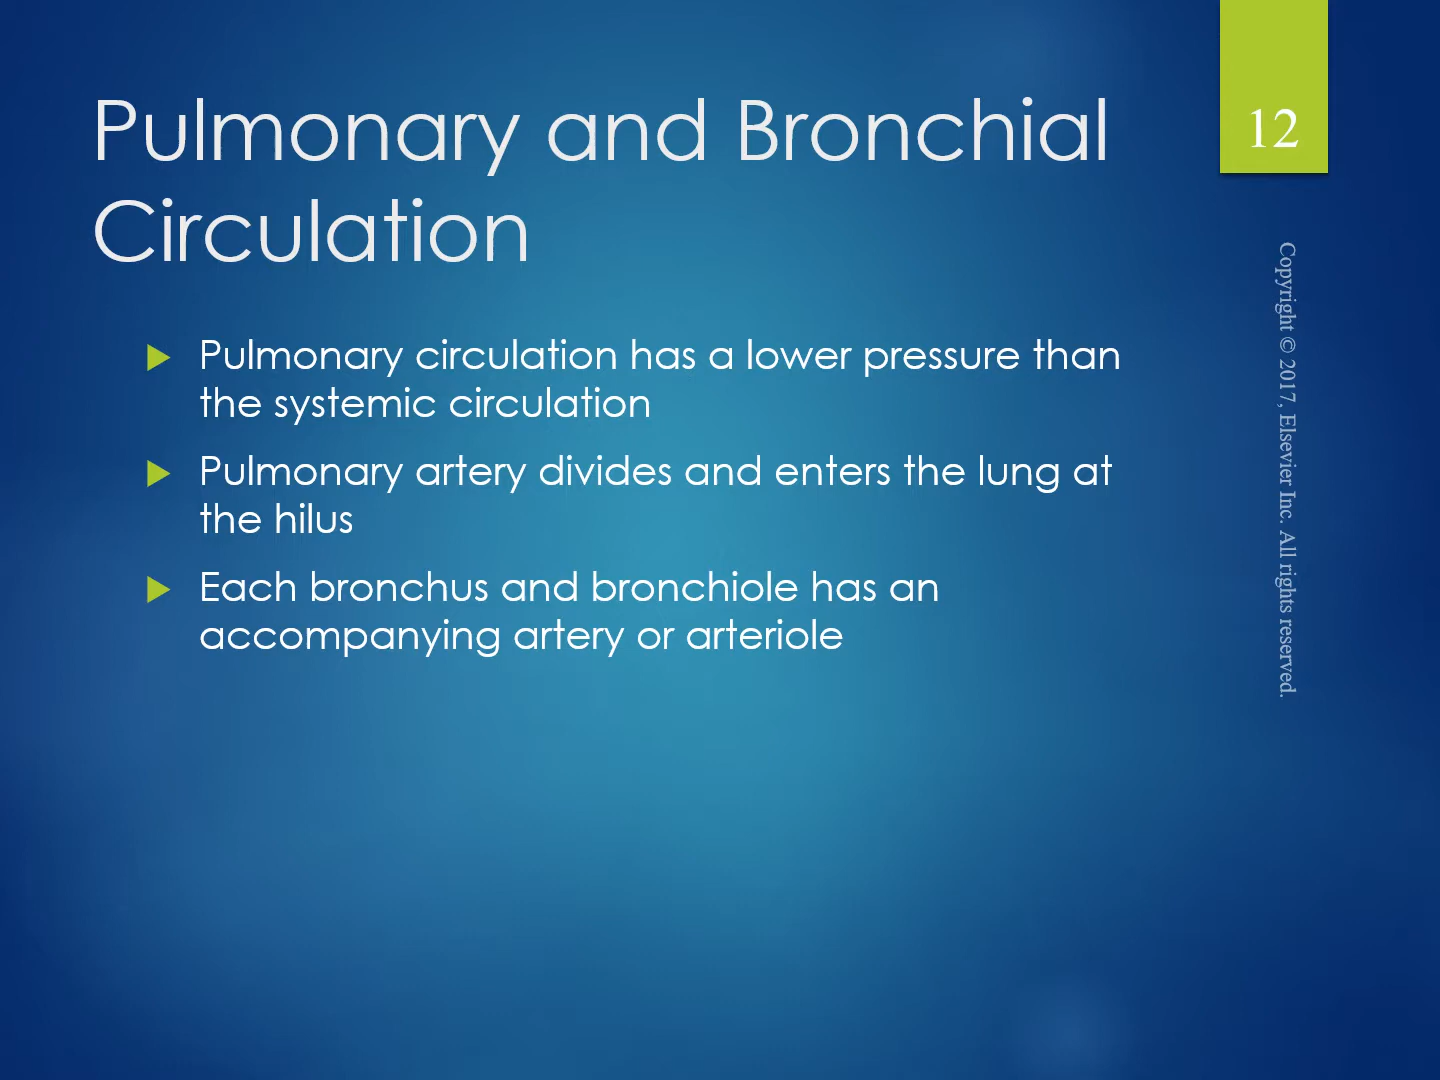 Pulmonary and Bronchial
Circulation
12
Pulmonary circulation has a lower pressure than
the systemic circulation
Pulmonary artery divides and enters the lung at
the hilus
Each bronchus and bronchiole has an
accompanying artery or arteriole
Copyright © 2017, Elsevier Inc. All rights reserved.